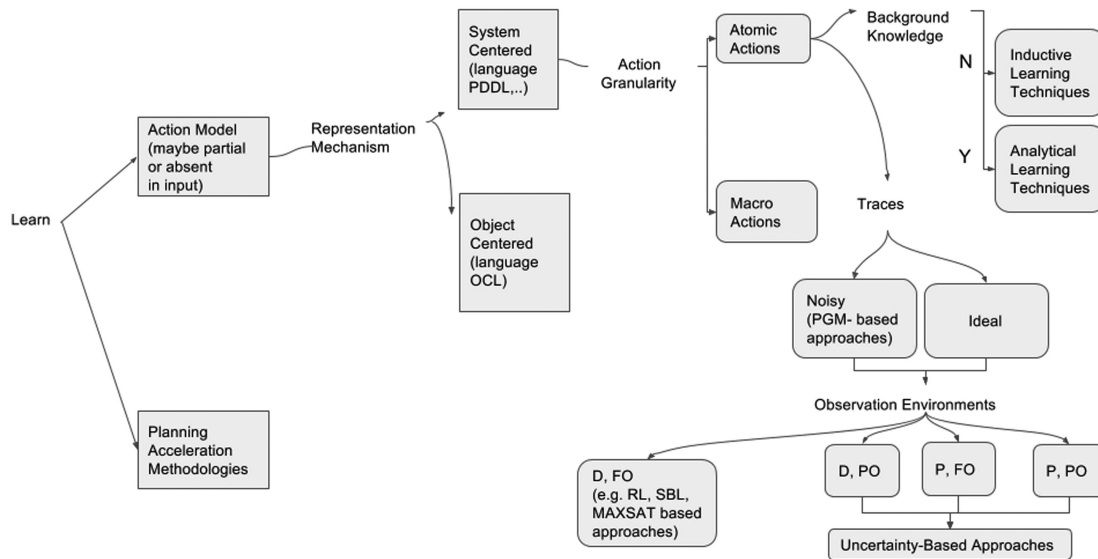 Learn
Action Model
(maybe partial
or absent
in input)
Planning
Acceleration
Methodologies
Representation
Mechanism
System
Centered
(language
PDDL,..)
Object
Centered
(language
OCL)
Action
Granularity
Atomic
Actions
Macro
Actions
Background
Knowledge
N
Inductive
Learning
Techniques
Y
Analytical
Learning
Techniques
Traces
Noisy
(PGM- based
approaches)
Ideal
Observation Environments
D, FO
(e.g. RL, SBL,
MAXSAT based
approaches)
D, PO
P, FO
P, PO
Uncertainty-Based Approaches